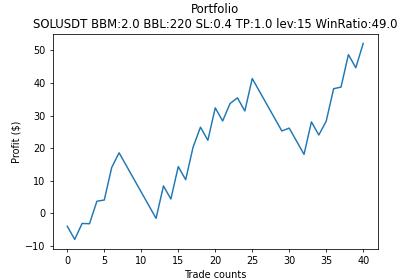 Portfolio
SOLUSDT BBM:2.0 BBL:220 SL:0.4 TP:1.0 lev:15 WinRatio:49.0
50
40
30
20
10
0
−10
Profit ($)
0 5 10 15 20 25 30 35 40
Trade counts